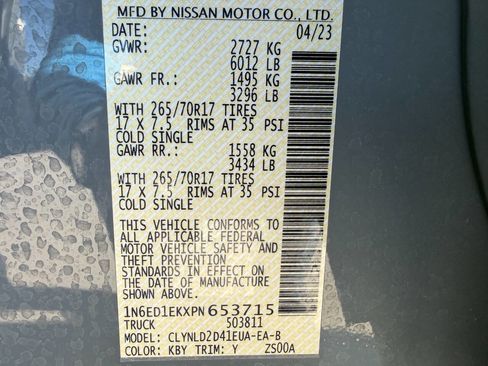 MFD BY NISSAN MOTOR CO., LTD.
DATE: 04/23
GVWR: 2727 KG
6012 LB
GAWR FR.: 1495 KG
3296 LB
WITH 265/70R17 TIRES
17 X 7.5 RIMS AT 35 PSI
COLD SINGLE
GAWR RR.: 1558 KG
3434 LB
WITH 265/70R17 TIRES
17 X 7.5 RIMS AT 35 PSI
COLD SINGLE
THIS VEHICLE CONFORMS TO
ALL APPLICABLE FEDERAL
MOTOR VEHICLE SAFETY AND
THEFT PREVENTION
STANDARDS IN EFFECT ON
THE DATE OF MANUFACTURE
SHOWN ABOVE.
1N6ED1EKXPN653715
TRUCK 503811
MODEL: CLYNLD2D41EUA-EA-B
COLOR: KBY TRIM: Y ZS00A